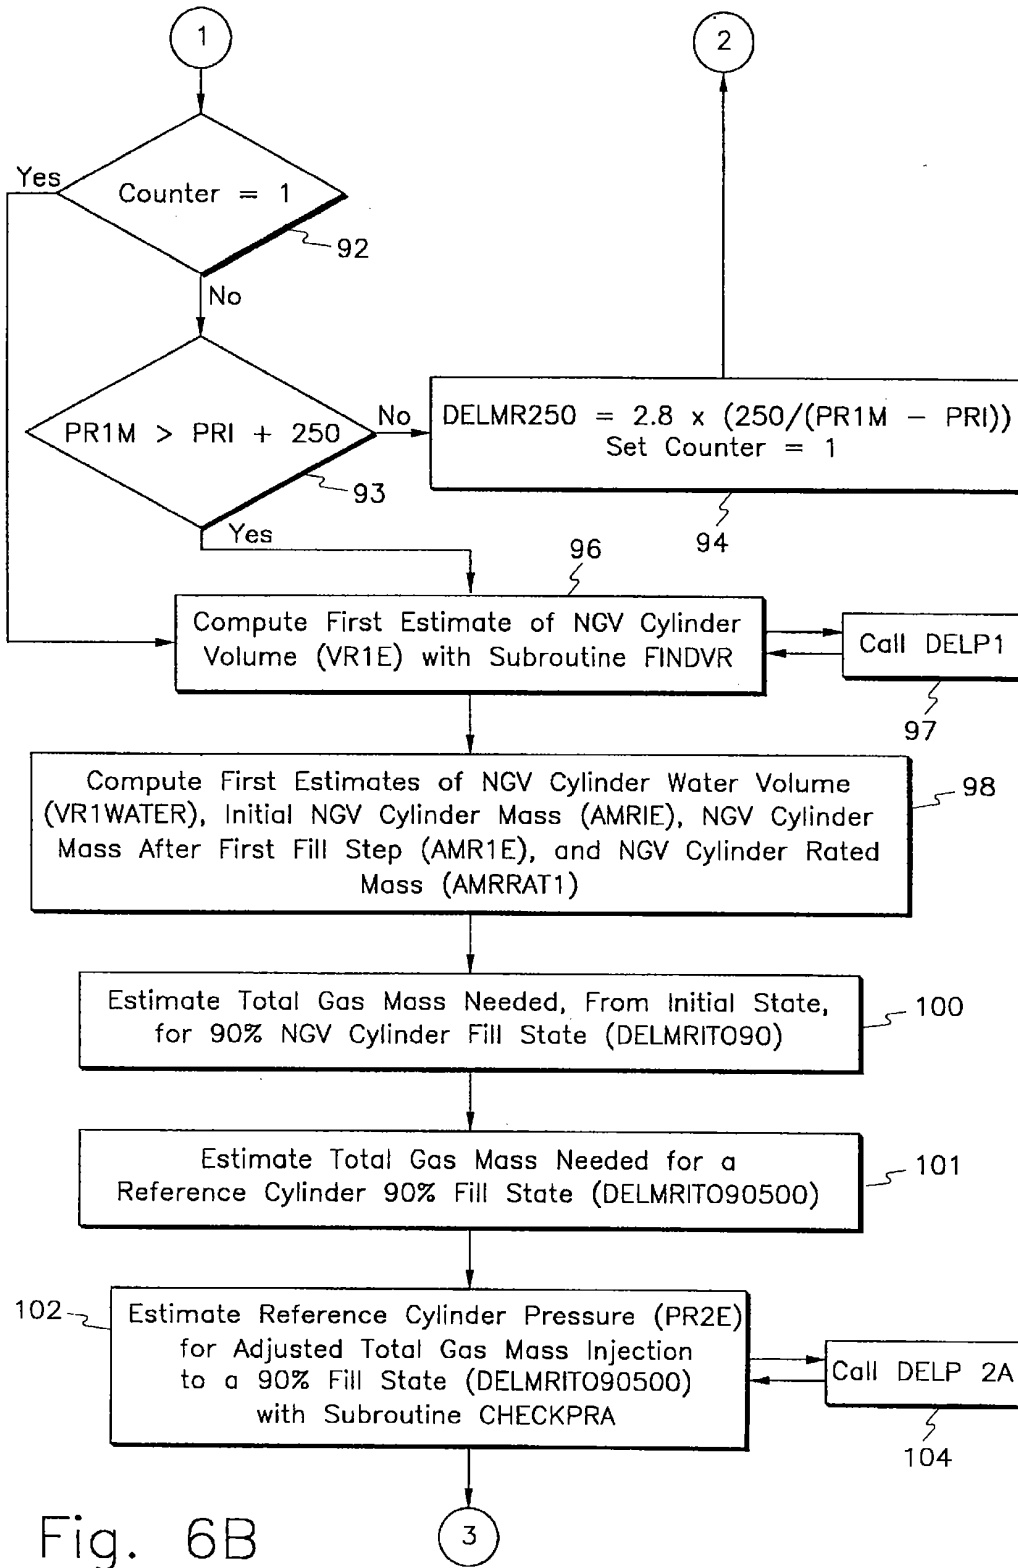 1
2
Yes
Counter = 1
92
No
PR1M > PRI + 250
No
DELMR250 = 2.8 x (250/(PR1M – PRI))
Set Counter = 1
93
94
Yes
96
Compute First Estimate of NGV Cylinder
Volume (VR1E) with Subroutine FINDVR
Call DELP1
97
Compute First Estimates of NGV Cylinder Water Volume
(VR1WATER), Initial NGV Cylinder Mass (AMRIE), NGV Cylinder
Mass After First Fill Step (AMR1E), and NGV Cylinder Rated
Mass (AMRRAT1)
98
Estimate Total Gas Mass Needed, From Initial State,
for 90% NGV Cylinder Fill State (DELMRITO90)
100
Estimate Total Gas Mass Needed for a
Reference Cylinder 90% Fill State (DELMRITO90500)
101
102
Estimate Reference Cylinder Pressure (PR2E)
for Adjusted Total Gas Mass Injection
to a 90% Fill State (DELMRITO90500)
with Subroutine CHECKPRA
Call DELP 2A
104
3
Fig. 6B